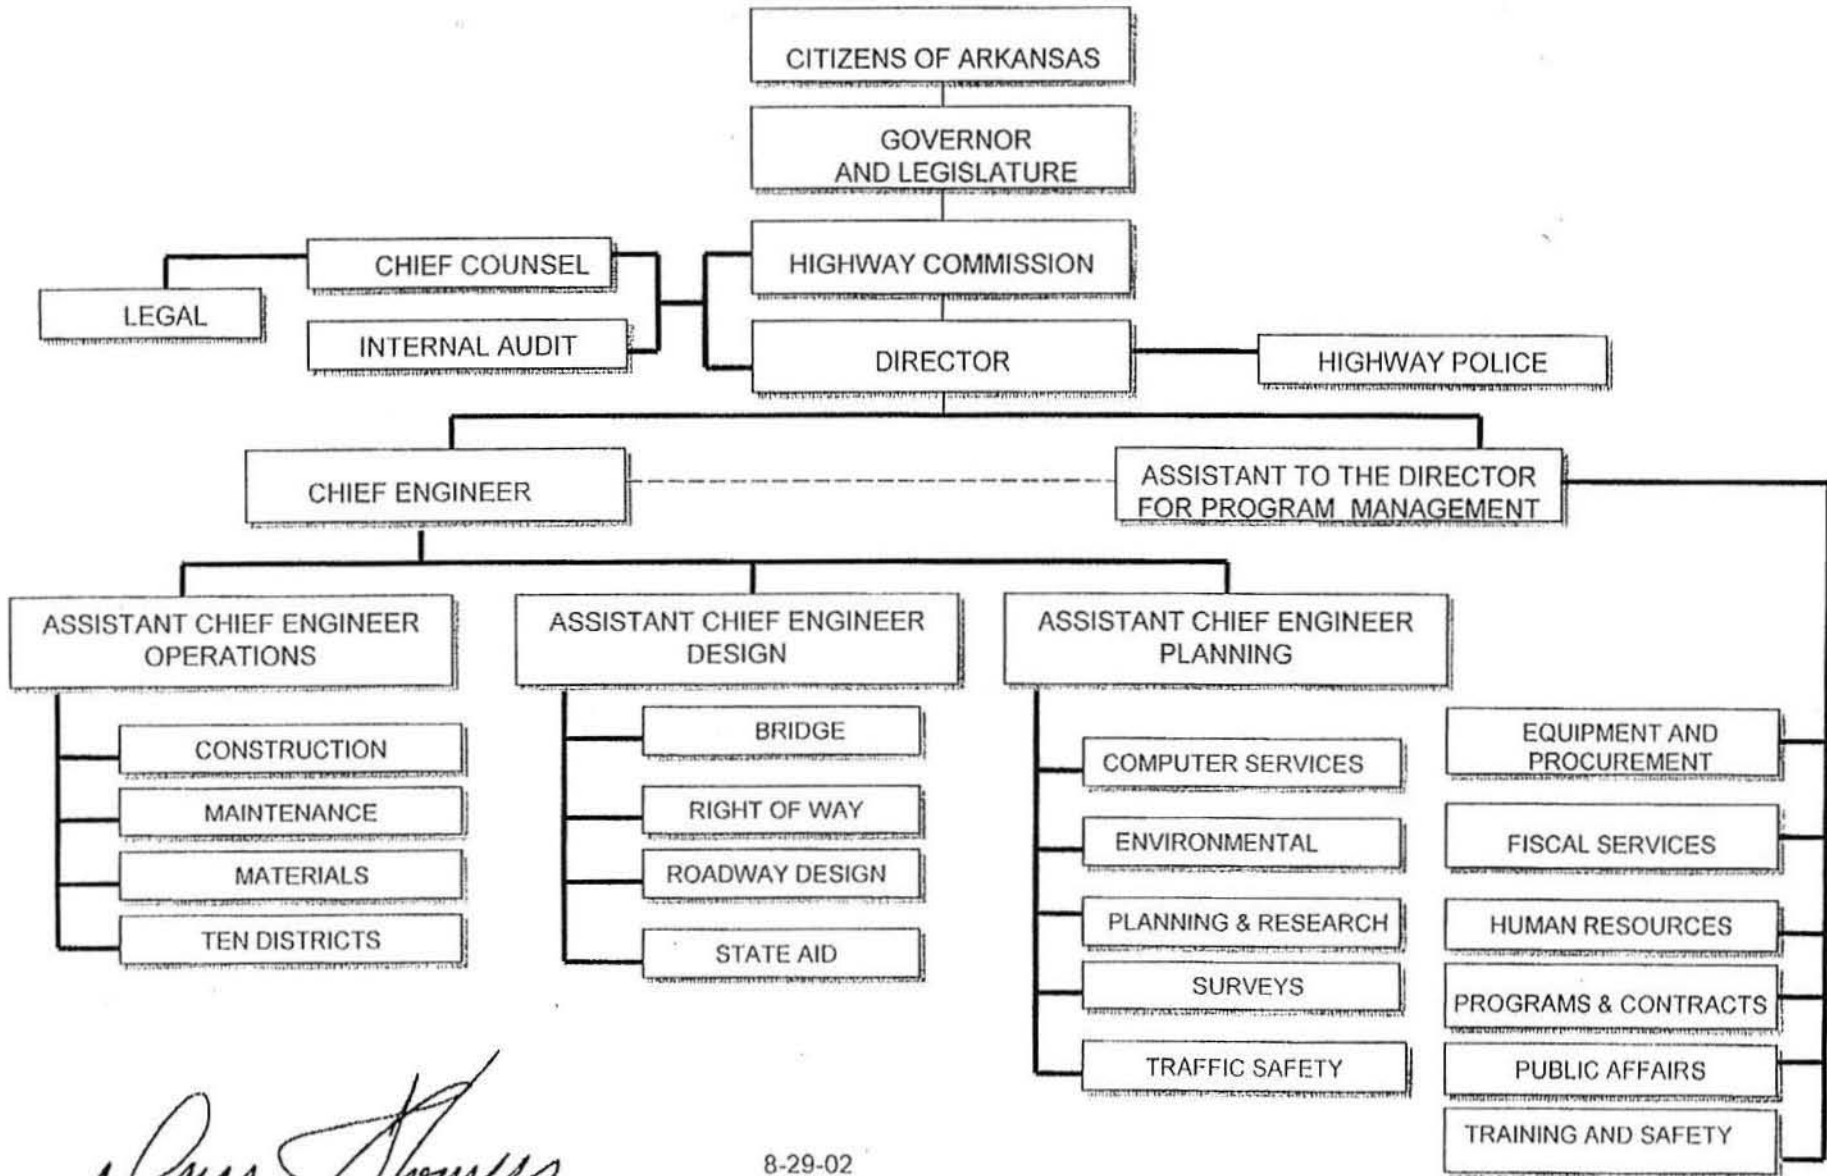 CITIZENS OF ARKANSAS
GOVERNOR
AND LEGISLATURE
HIGHWAY COMMISSION
CHIEF COUNSEL
LEGAL
INTERNAL AUDIT
DIRECTOR
HIGHWAY POLICE
CHIEF ENGINEER
ASSISTANT TO THE DIRECTOR
FOR PROGRAM MANAGEMENT
ASSISTANT CHIEF ENGINEER
OPERATIONS
CONSTRUCTION
MAINTENANCE
MATERIALS
TEN DISTRICTS
ASSISTANT CHIEF ENGINEER
DESIGN
BRIDGE
RIGHT OF WAY
ROADWAY DESIGN
STATE AID
ASSISTANT CHIEF ENGINEER
PLANNING
COMPUTER SERVICES
ENVIRONMENTAL
PLANNING & RESEARCH
SURVEYS
TRAFFIC SAFETY
EQUIPMENT AND
PROCUREMENT
FISCAL SERVICES
HUMAN RESOURCES
PROGRAMS & CONTRACTS
PUBLIC AFFAIRS
TRAINING AND SAFETY
8-29-02